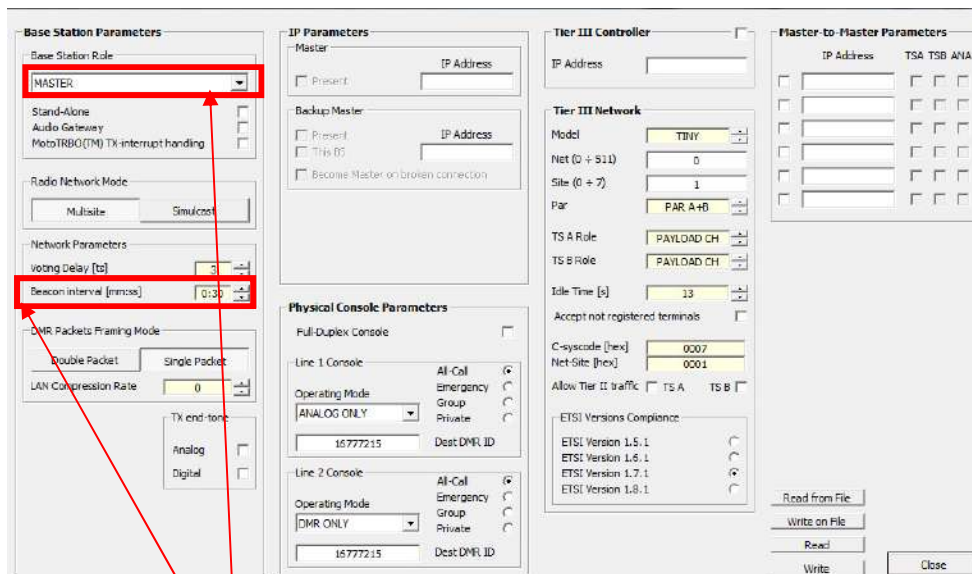 Base Station Parameters
Base Station Role
MASTER
Stand-Alone
Audio Gateway
MotoTRBO(TM) TX-interrupt handling
Radio Network Mode
Multisite Simulcast
Network Parameters
Voting Delay [ts] 3
Beacon interval [mm:ss] 0:30
DMR Packets Framing Mode
Double Packet Single Packet
LAN Compression Rate 0
TX end-tone
Analog
Digital
IP Parameters
Master
IP Address
Present
Backup Master
Present IP Address
This BS
Become Master on broken connection
Physical Console Parameters
Full-Duplex Console
Line 1 Console
All-Call
Emergency
Operating Mode Group
ANALOG ONLY Private
16777215 Dest DMR ID
Line 2 Console
All-Call
Emergency
Operating Mode Group
DMR ONLY Private
16777215 Dest DMR ID
Tier III Controller
IP Address
Tier III Network
Model TINY
Net (0 ÷ 511) 0
Site (0 ÷ 7) 1
Par PAR A+B
TS A Role PAYLOAD CH
TS B Role PAYLOAD CH
Idle Time [s] 13
Accept not registered terminals
C-syscode [hex] 0007
Net-Site [hex] 0001
Allow Tier II traffic TS A TS B
ETSI Versions Compliance
ETSI Version 1.5.1
ETSI Version 1.6.1
ETSI Version 1.7.1
ETSI Version 1.8.1
Master-to-Master Parameters
IP Address TSA TSB ANA
Read from File
Write on File
Read
Write Close